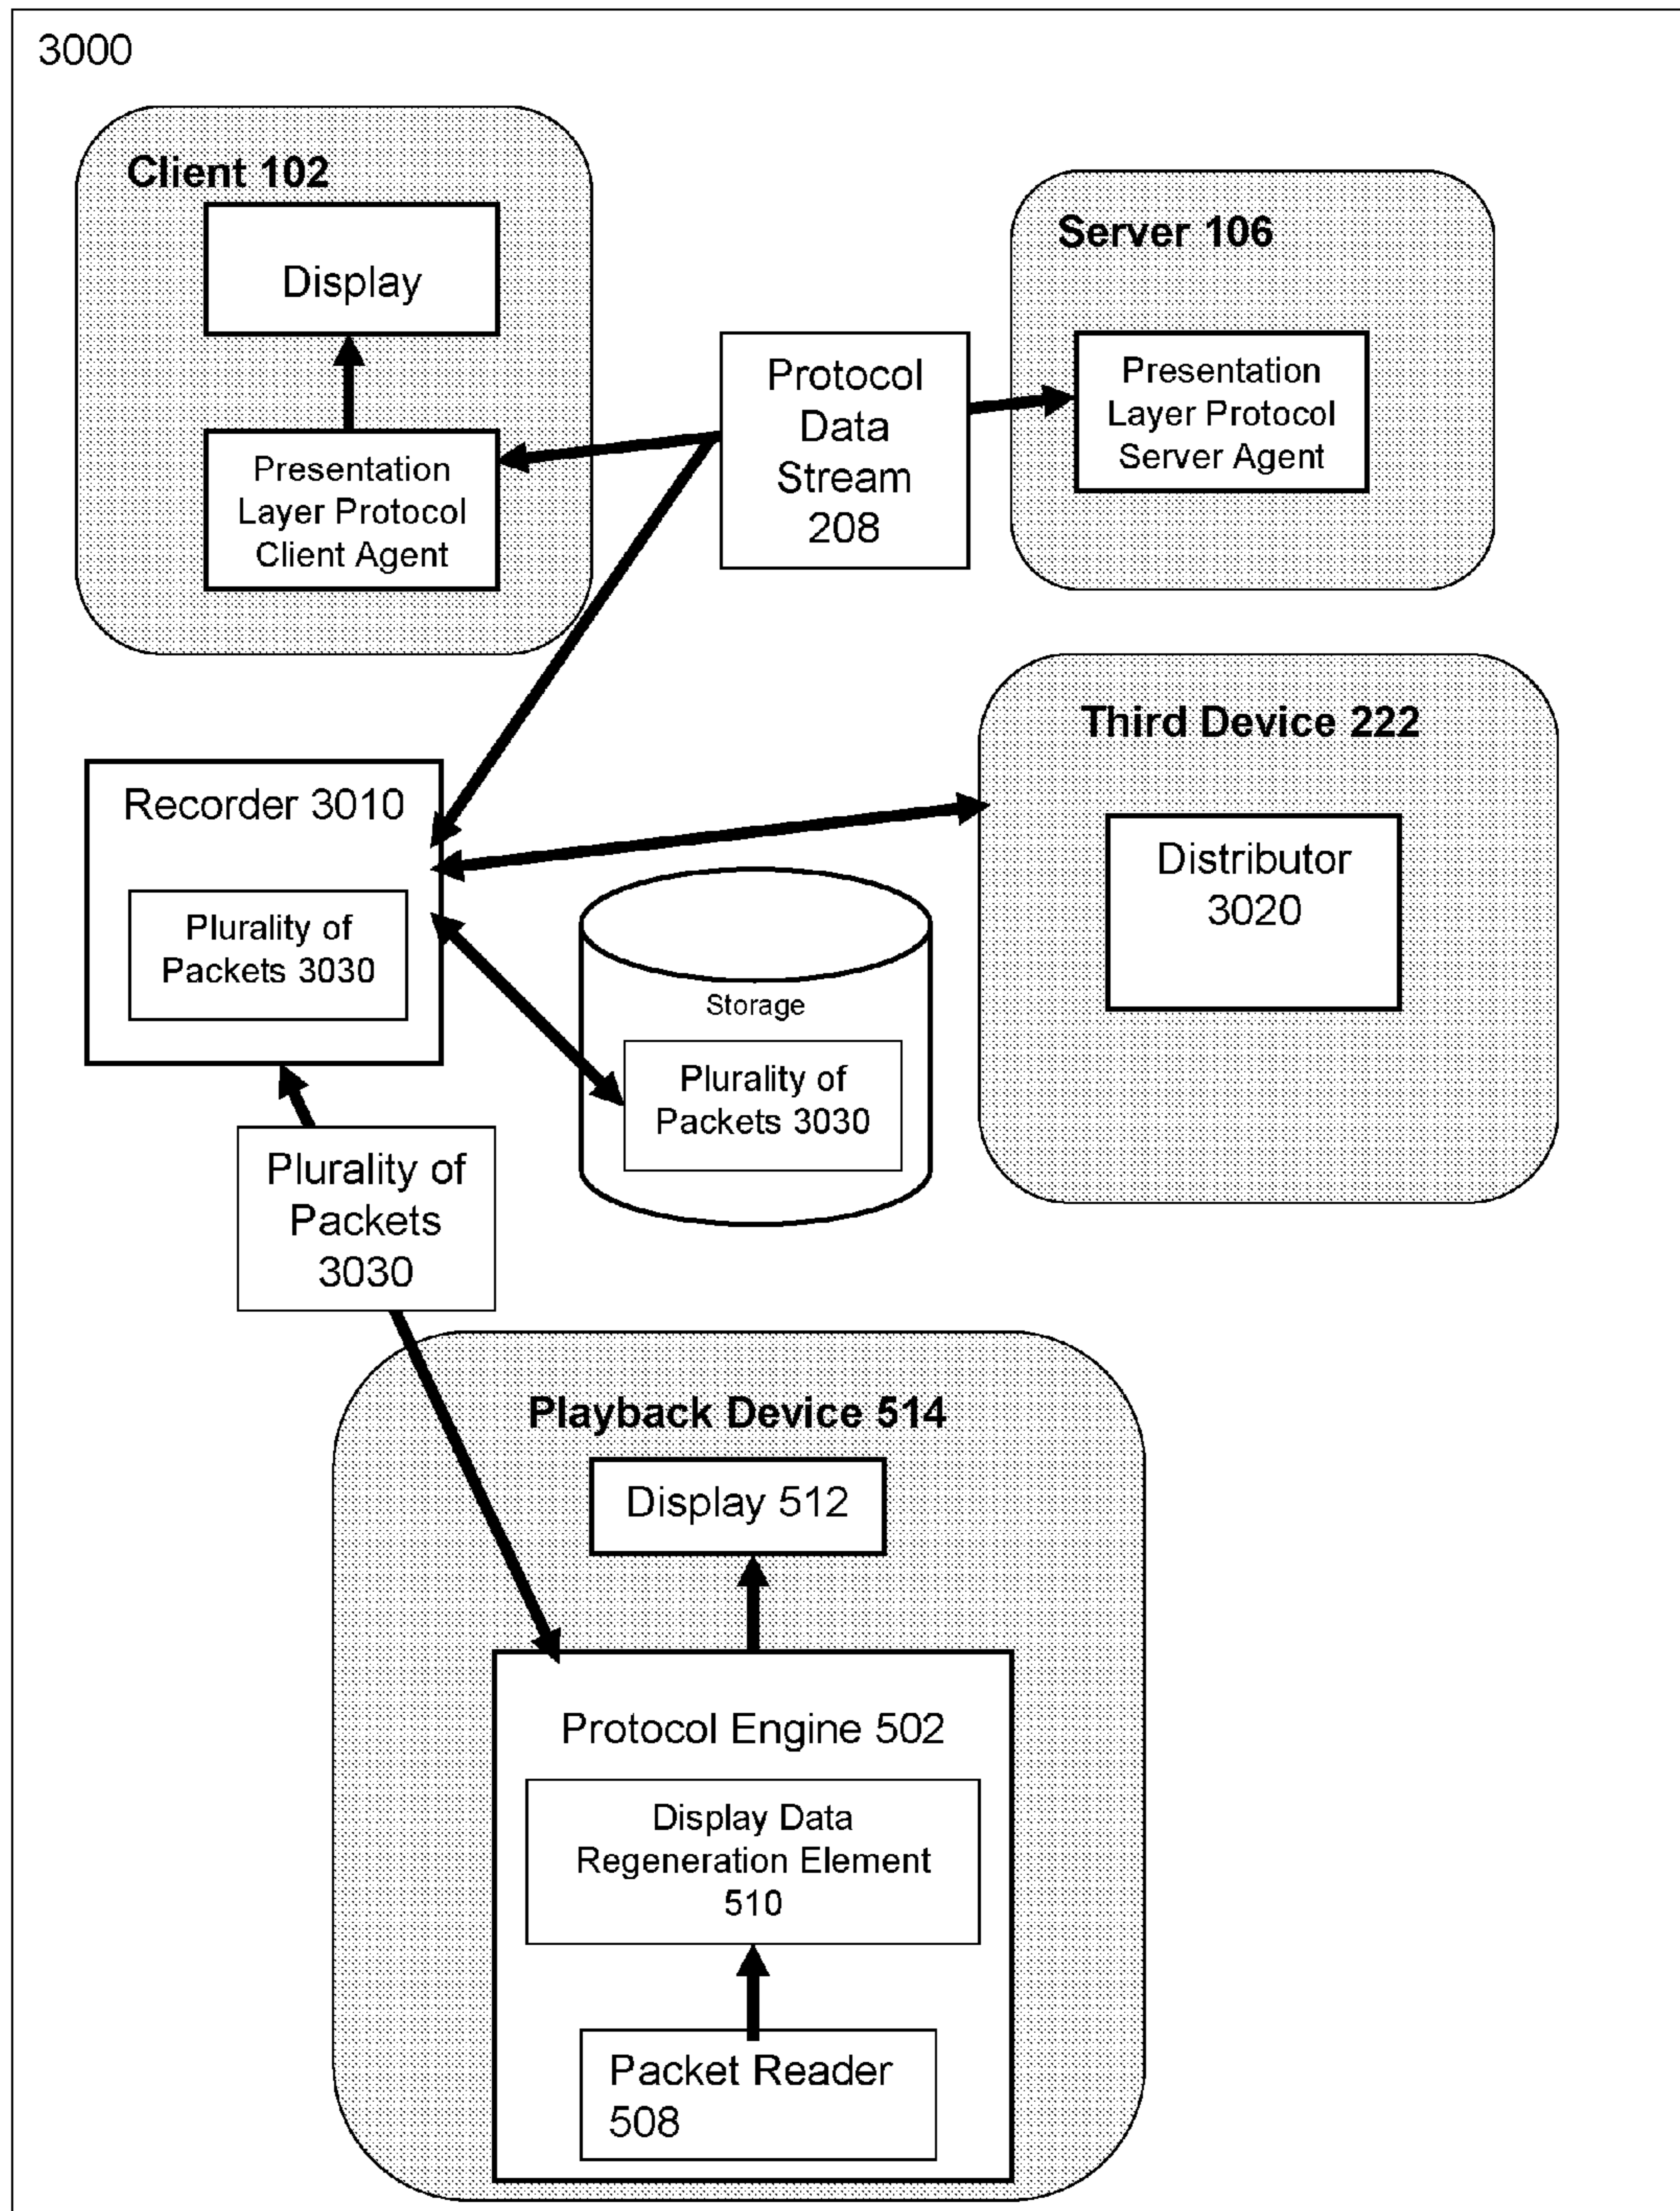 3000
Client 102
Display
Presentation
Layer Protocol
Client Agent
Protocol
Data
Stream
208
Server 106
Presentation
Layer Protocol
Server Agent
Third Device 222
Distributor
3020
Recorder 3010
Plurality of
Packets 3030
Storage
Plurality of
Packets 3030
Plurality of
Packets
3030
Playback Device 514
Display 512
Protocol Engine 502
Display Data
Regeneration Element
510
Packet Reader
508